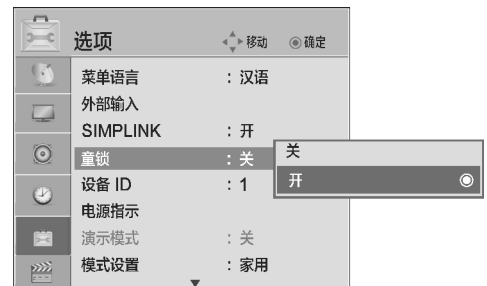 选项 移动 ◉确定
菜单语言 : 汉语
外部输入
SIMPLINK : 开
童锁 : 关
关
开
设备 ID : 1
电源指示
演示模式 : 关
模式设置 : 家用